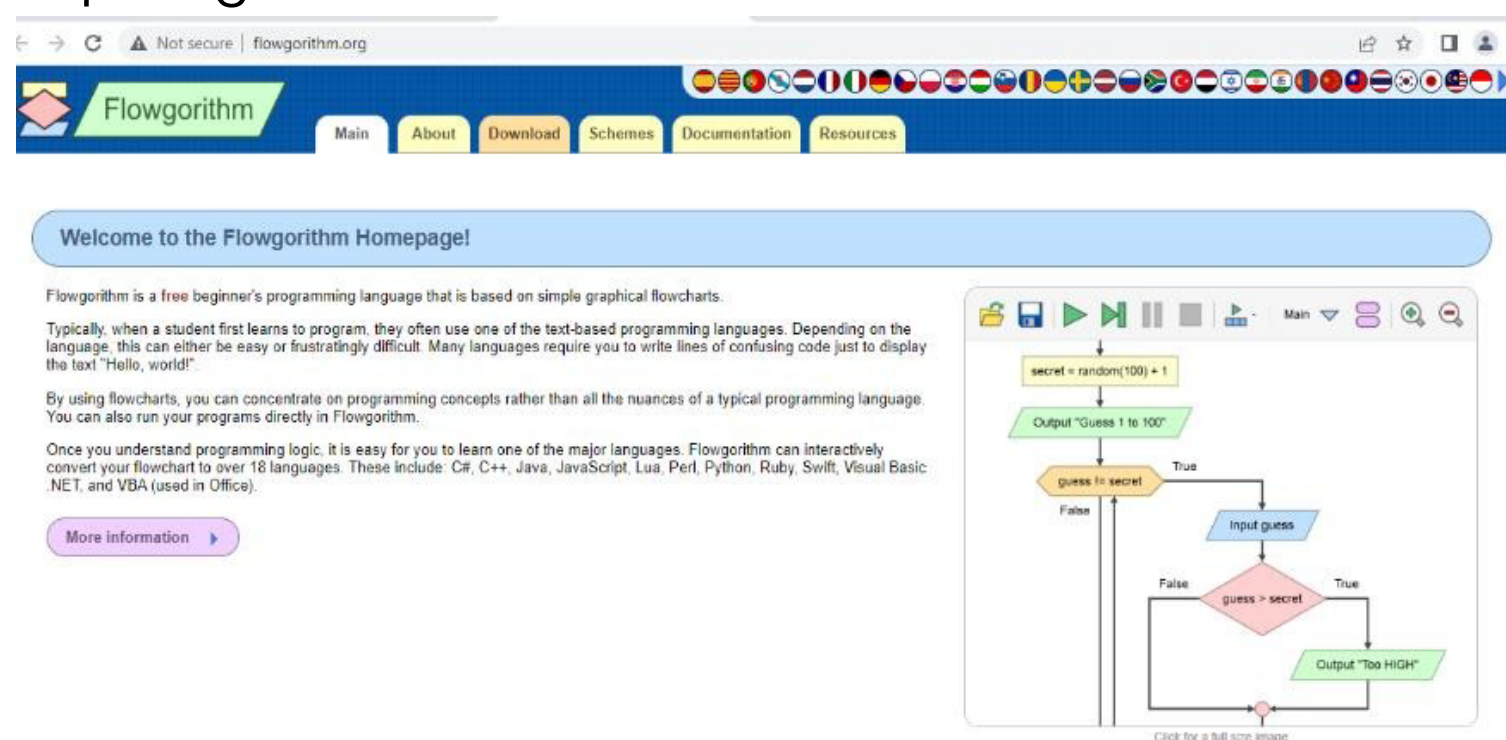 Not secure | flowgorithm.org
Flowgorithm
Main About Download Schemes Documentation Resources
Welcome to the Flowgorithm Homepage!
Flowgorithm is a free beginner's programming language that is based on simple graphical flowcharts.
Typically, when a student first learns to program, they often use one of the text-based programming languages. Depending on the
language, this can either be easy or frustratingly difficult. Many languages require you to write lines of confusing code just to display
the text "Hello, world!".
By using flowcharts, you can concentrate on programming concepts rather than all the nuances of a typical programming language.
You can also run your programs directly in Flowgorithm.
Once you understand programming logic, it is easy for you to learn one of the major languages. Flowgorithm can interactively
convert your flowchart to over 18 languages. These include: C#, C++, Java, JavaScript, Lua, Perl, Python, Ruby, Swift, Visual Basic
.NET, and VBA (used in Office).
More information
Main
secret = random(100) + 1
Output "Guess 1 to 100"
guess != secret
True
False
Input guess
False
True
guess > secret
Output "Too HIGH"
Click for a full size image